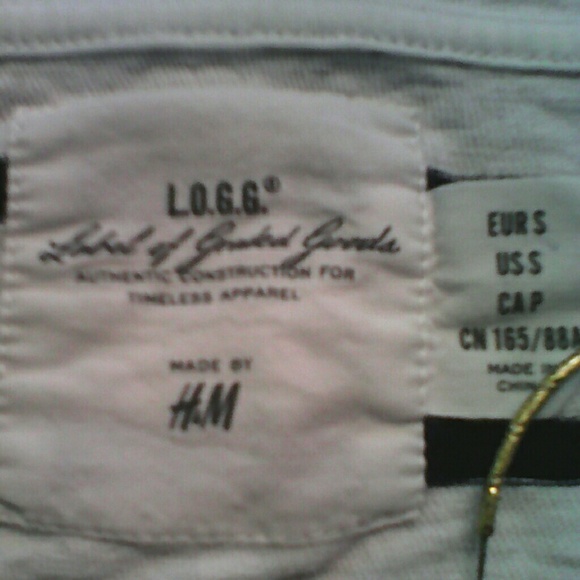 L.O.G.G.®
Label of Graded Goods
AUTHENTIC CONSTRUCTION FOR
TIMELESS APPAREL
MADE BY
H&M
EUR S
US S
CA P
CN 165/88A
MADE IN
CHINA